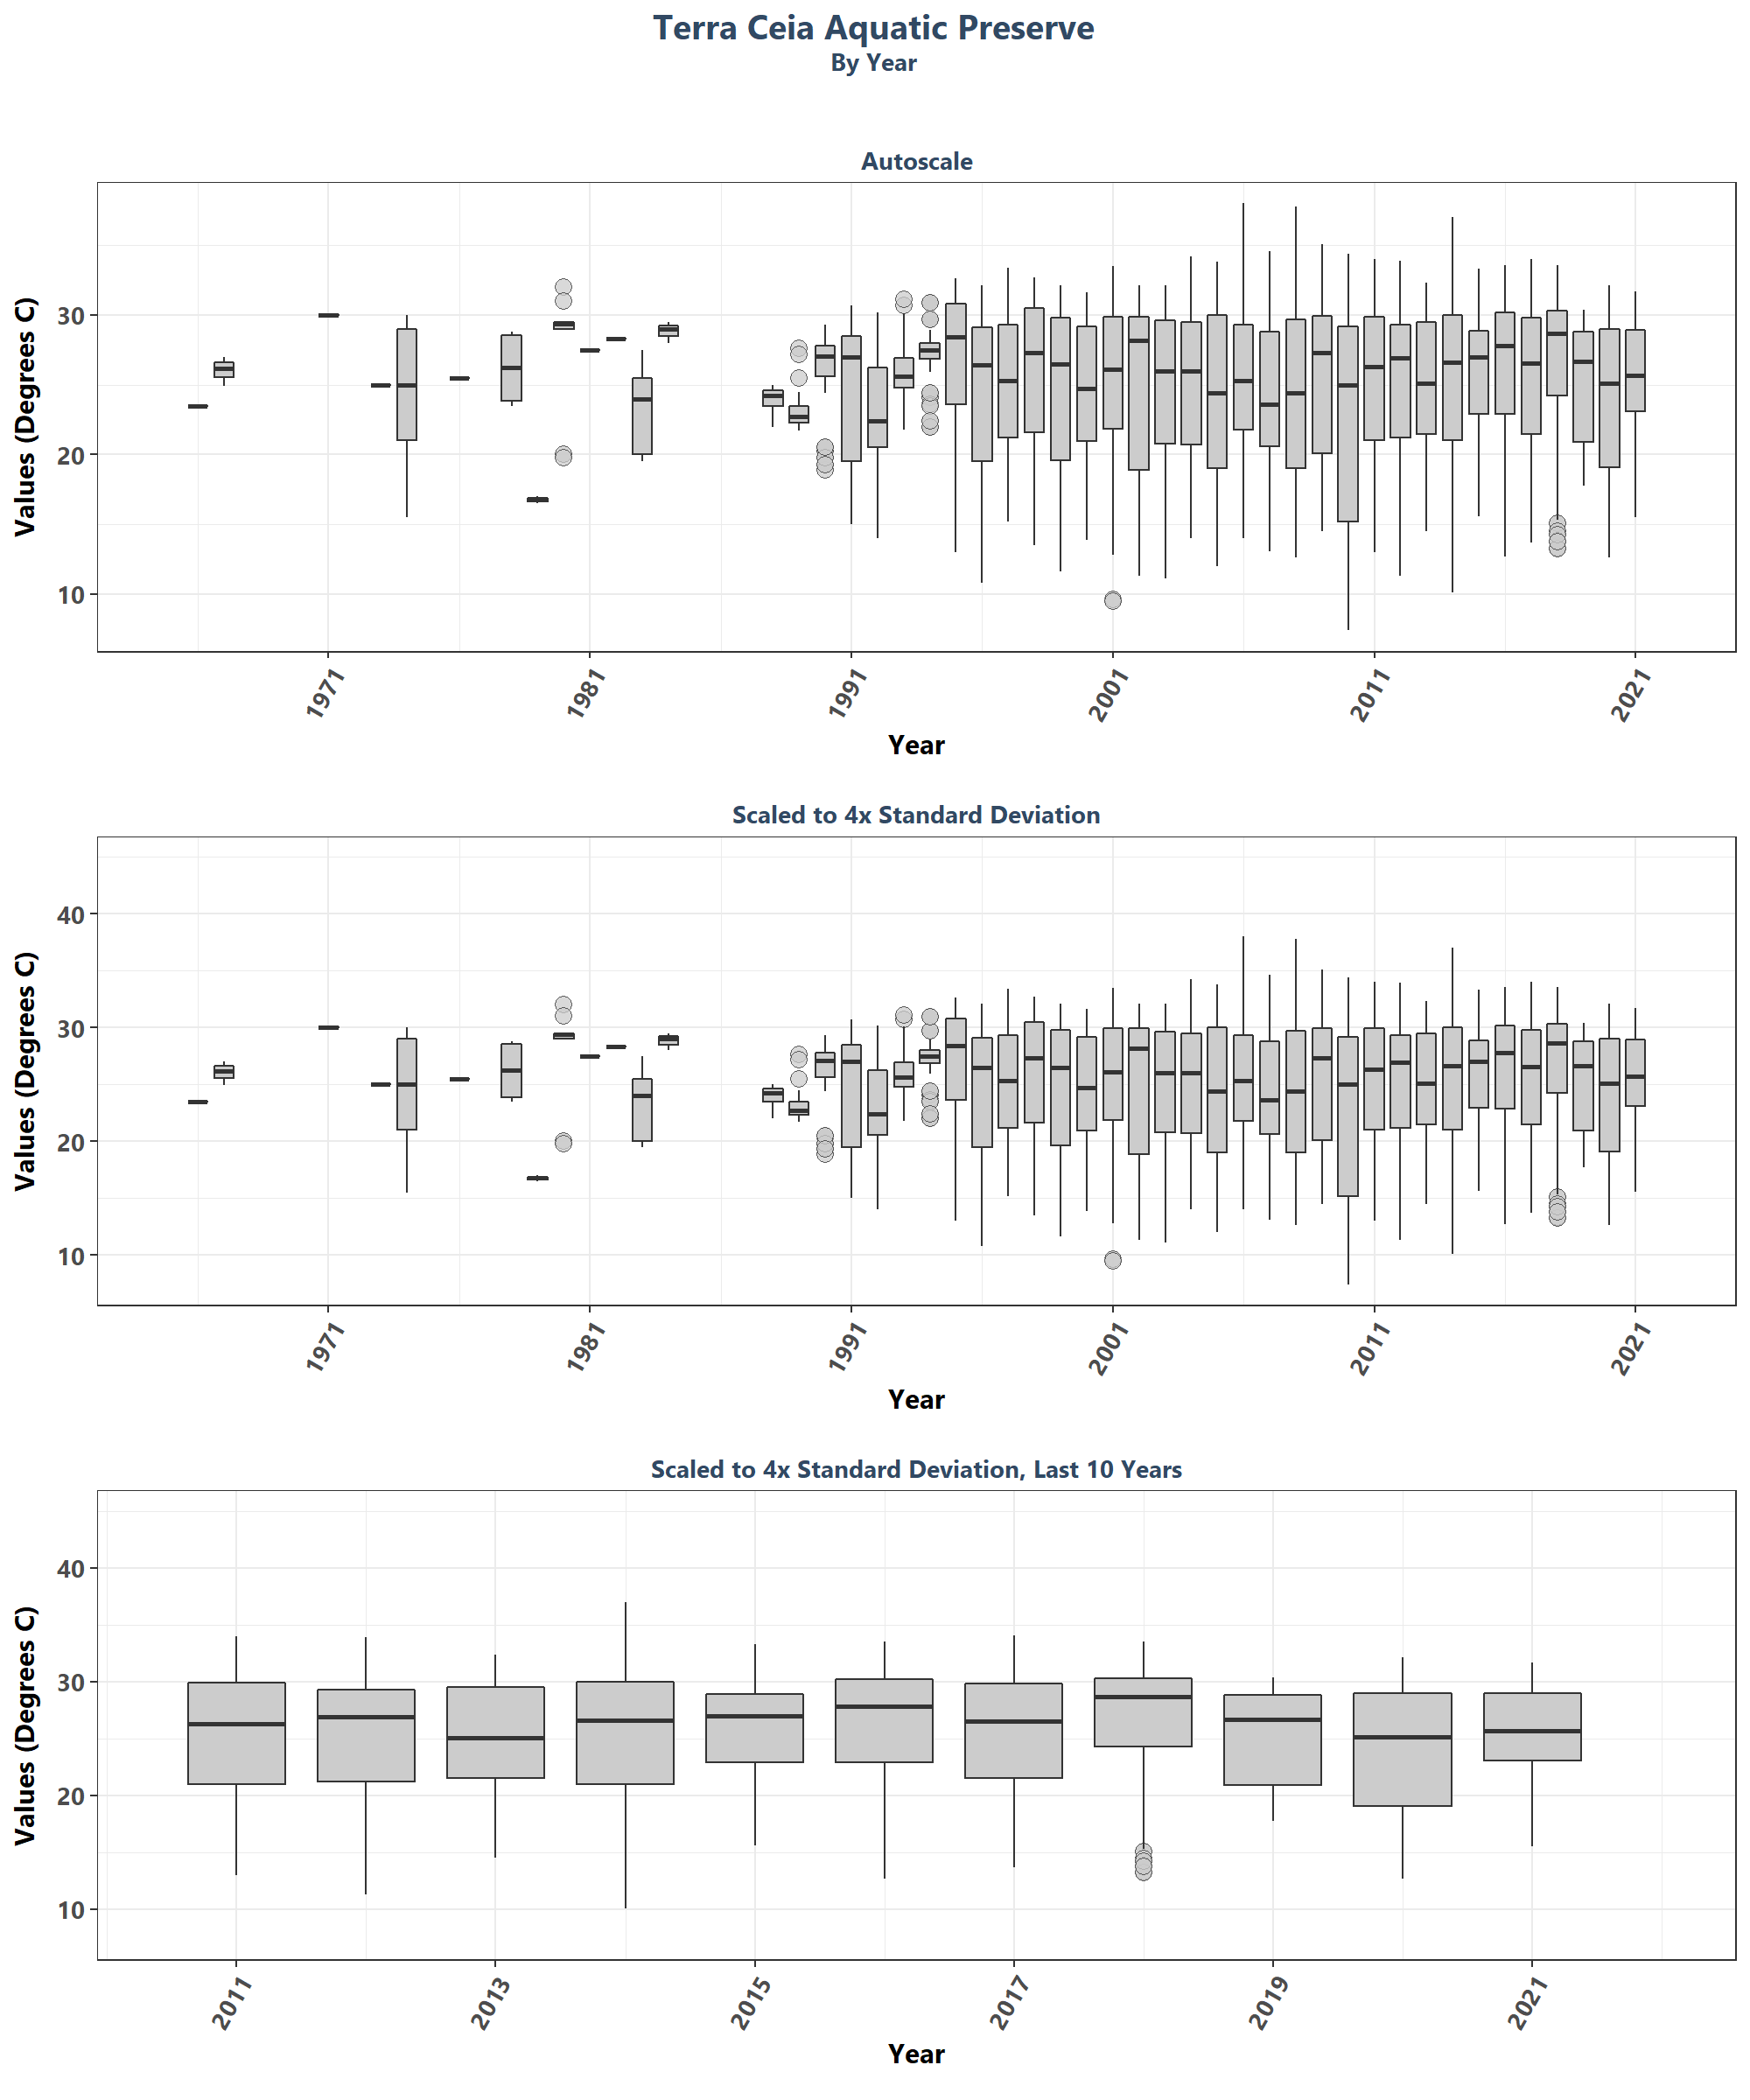 Terra Ceia Aquatic Preserve
By Year
Autoscale
Values (Degrees C)
30
20
10
1971
1981
1991
2001
2011
2021
Year
Scaled to 4x Standard Deviation
Values (Degrees C)
40
30
20
10
1971
1981
1991
2001
2011
2021
Year
Scaled to 4x Standard Deviation, Last 10 Years
Values (Degrees C)
40
30
20
10
2011
2013
2015
2017
2019
2021
Year